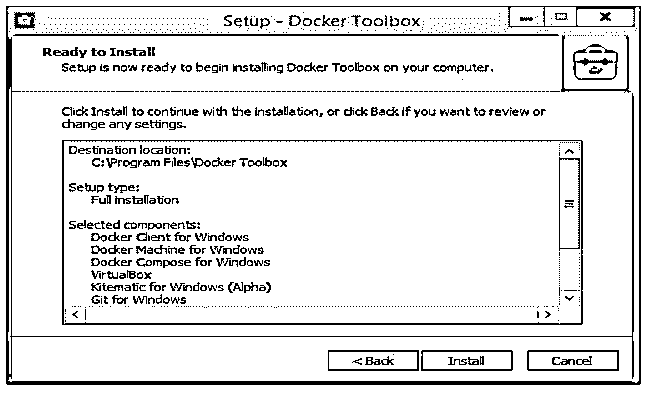 Setup - Docker Toolbox
Ready to Install
Setup is now ready to begin installing Docker Toolbox on your computer.
Click Install to continue with the installation, or click Back if you want to review or
change any settings.
Destination location:
C:\Program Files\Docker Toolbox
Setup type:
Full installation
Selected components:
Docker Client for Windows
Docker Machine for Windows
Docker Compose for Windows
VirtualBox
Kitematic for Windows (Alpha)
Git for Windows
< Back Install Cancel